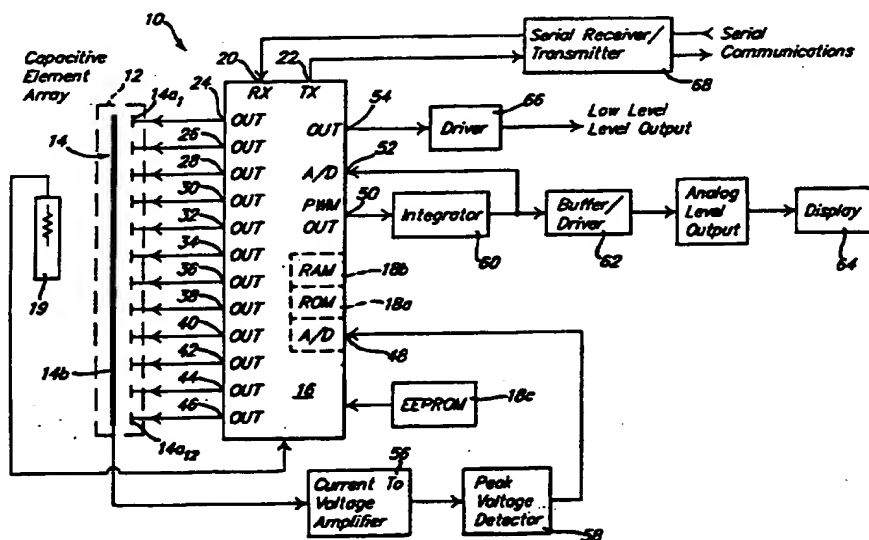 10
Capacitive
Element
Array
12
14a1
14
14b
14a12
19
20
22
RX TX
24 OUT
26 OUT
28 OUT
30 OUT
32 OUT
34 OUT
36 OUT
38 OUT
40 OUT
42 OUT
44 OUT
46 OUT
16
OUT 54
A/D 52
PWM
OUT 50
RAM 18b
ROM 18a
A/D 48
EEPROM 18c
Serial Receiver/
Transmitter
68
Serial
Communications
66
Driver
Low Level
Level Output
Integrator
60
Buffer/
Driver
62
Analog
Level
Output
Display
64
56
Current To
Voltage
Amplifier
Peak
Voltage
Detector
58